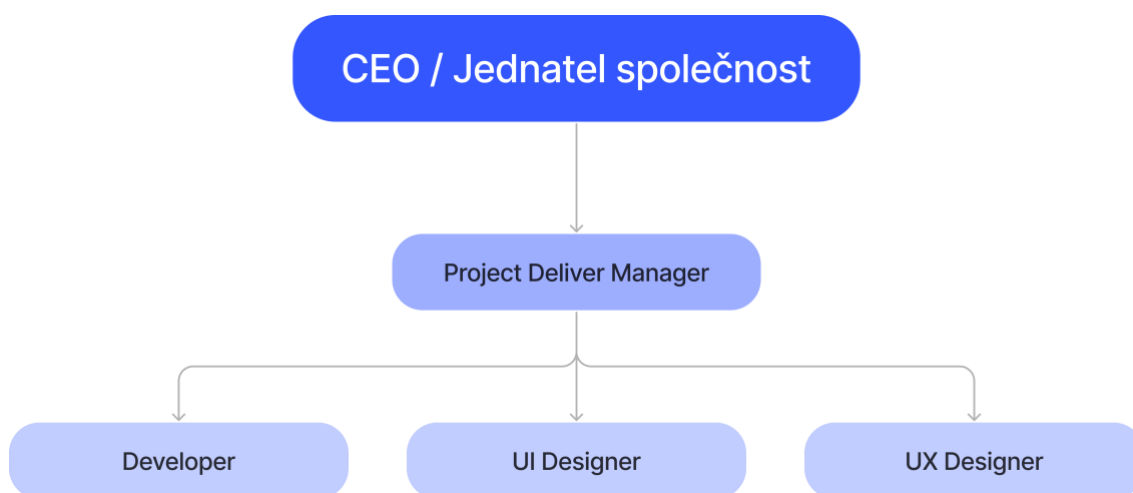 CEO / Jednatel společnost
Project Deliver Manager
Developer
UI Designer
UX Designer